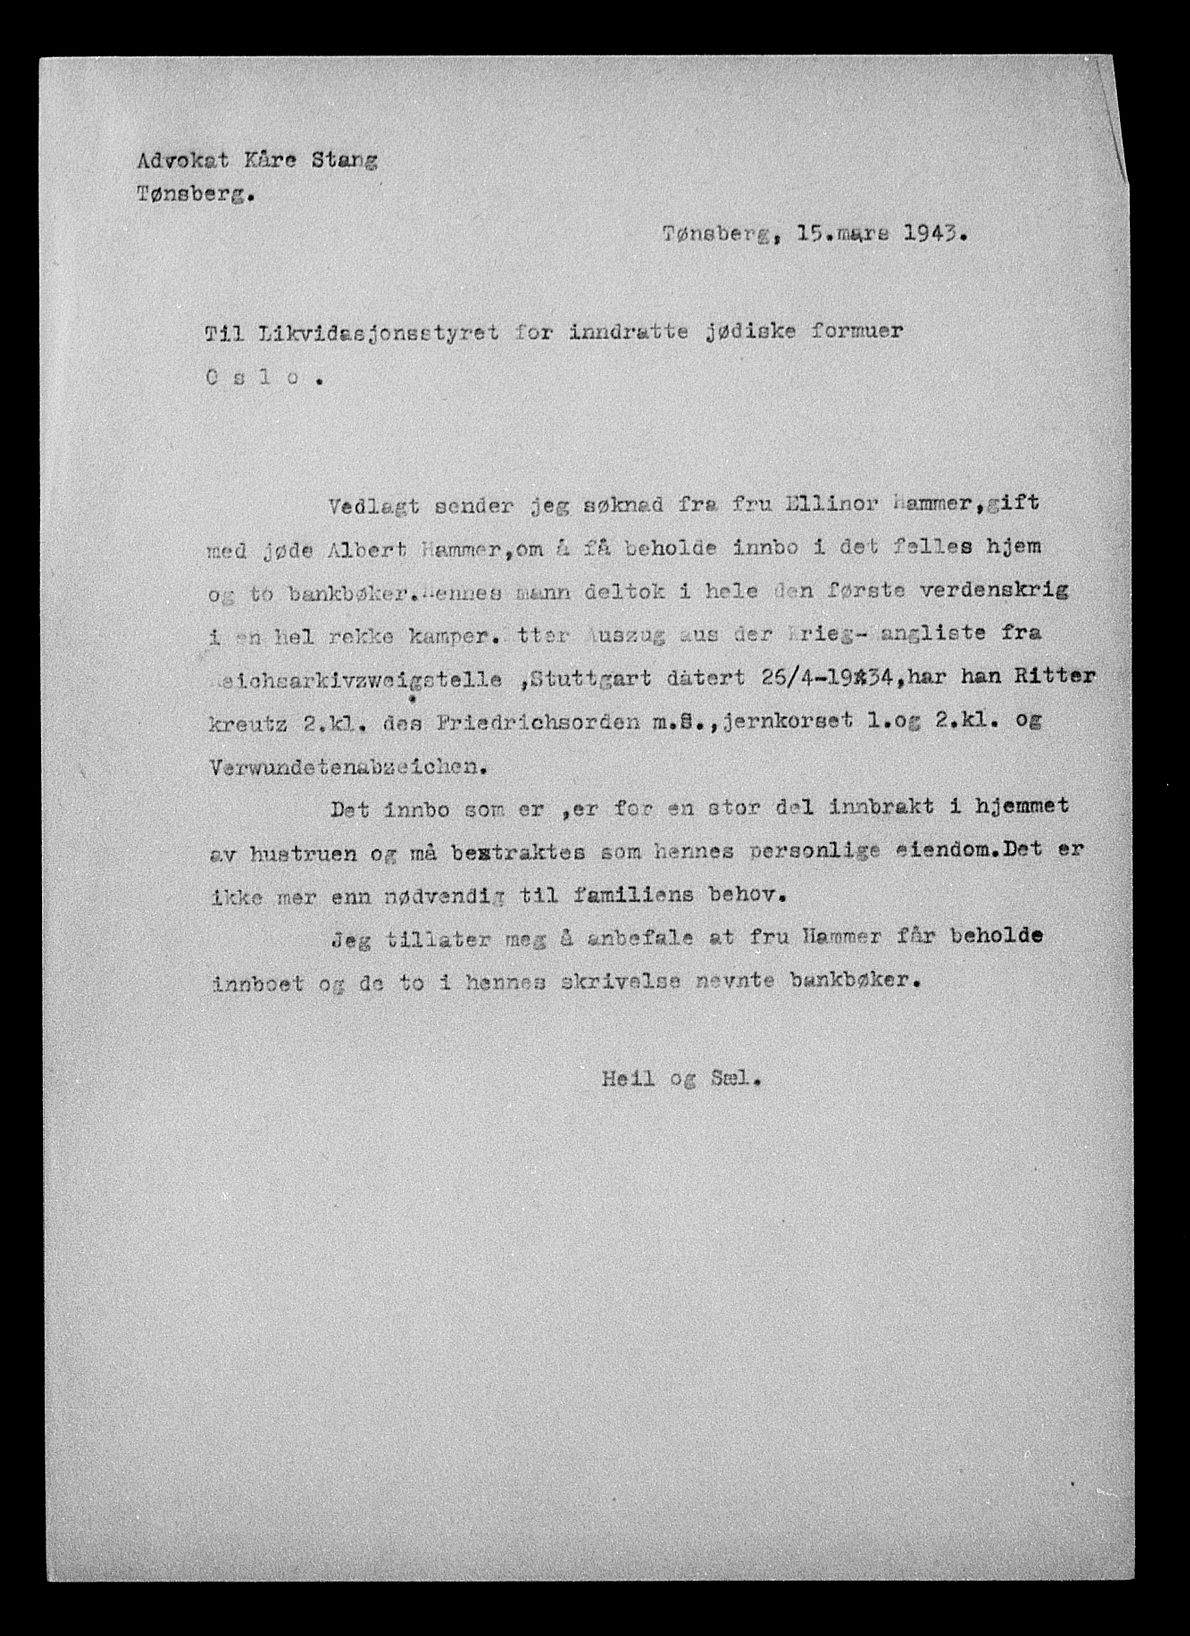 Advokat Kåre Stang
Tønsberg.
Tønsberg, 15.mars 1943.
Til Likvidasjonsstyret for inndratte jødiske formuer
O s l o .
Vedlagt sender jeg søknad fra fru Ellinor Hammer,gift
med jøde Albert Hammer,om å få beholde innbo i det felles hjem
og to bankbøker.Hennes mann deltok i hele den første verdenskrig
i en hel rekke kamper. Etter Auszug aus der Krieg- angliste fra
Reichsarkivzweigstelle ,Stuttgart datert 26/4-1934,har han Ritter
kreutz 2.kl. des Friedrichsorden m.S.,jernkorset 1.og 2.kl. og
Verwundetenabzeichen.
Det innbo som er ,er for en stor del innbrakt i hjemmet
av hustruen og må bestraktes som hennes personlige eiendom.Det er
ikke mer enn nødvendig til familiens behov.
Jeg tillater meg å anbefale at fru Hammer får beholde
innboet og de to i hennes skrivelse nevnte bankbøker.
Heil og Sæl.